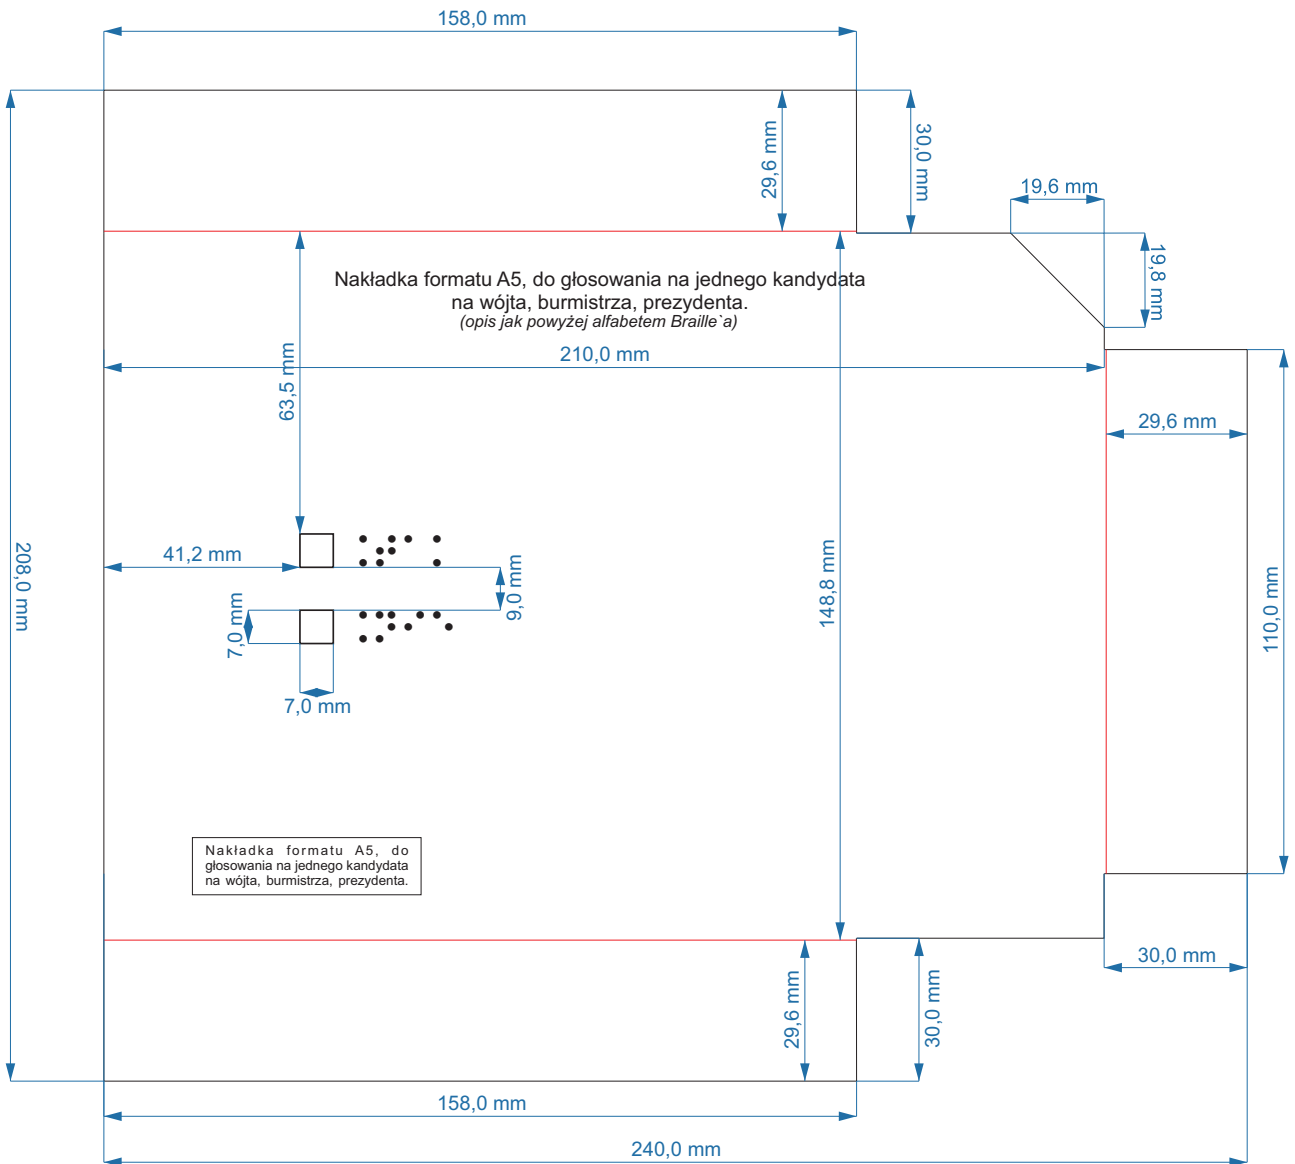 158,0 mm
29,6 mm
30,0 mm
19,6 mm
19,8 mm
Nakładka formatu A5, do głosowania na jednego kandydata
na wójta, burmistrza, prezydenta.
(opis jak powyżej alfabetem Braille`a)
210,0 mm
63,5 mm
29,6 mm
208,0 mm
41,2 mm
9,0 mm
148,8 mm
110,0 mm
7,0 mm
7,0 mm
Nakładka formatu A5, do
głosowania na jednego kandydata
na wójta, burmistrza, prezydenta.
30,0 mm
29,6 mm
30,0 mm
158,0 mm
240,0 mm